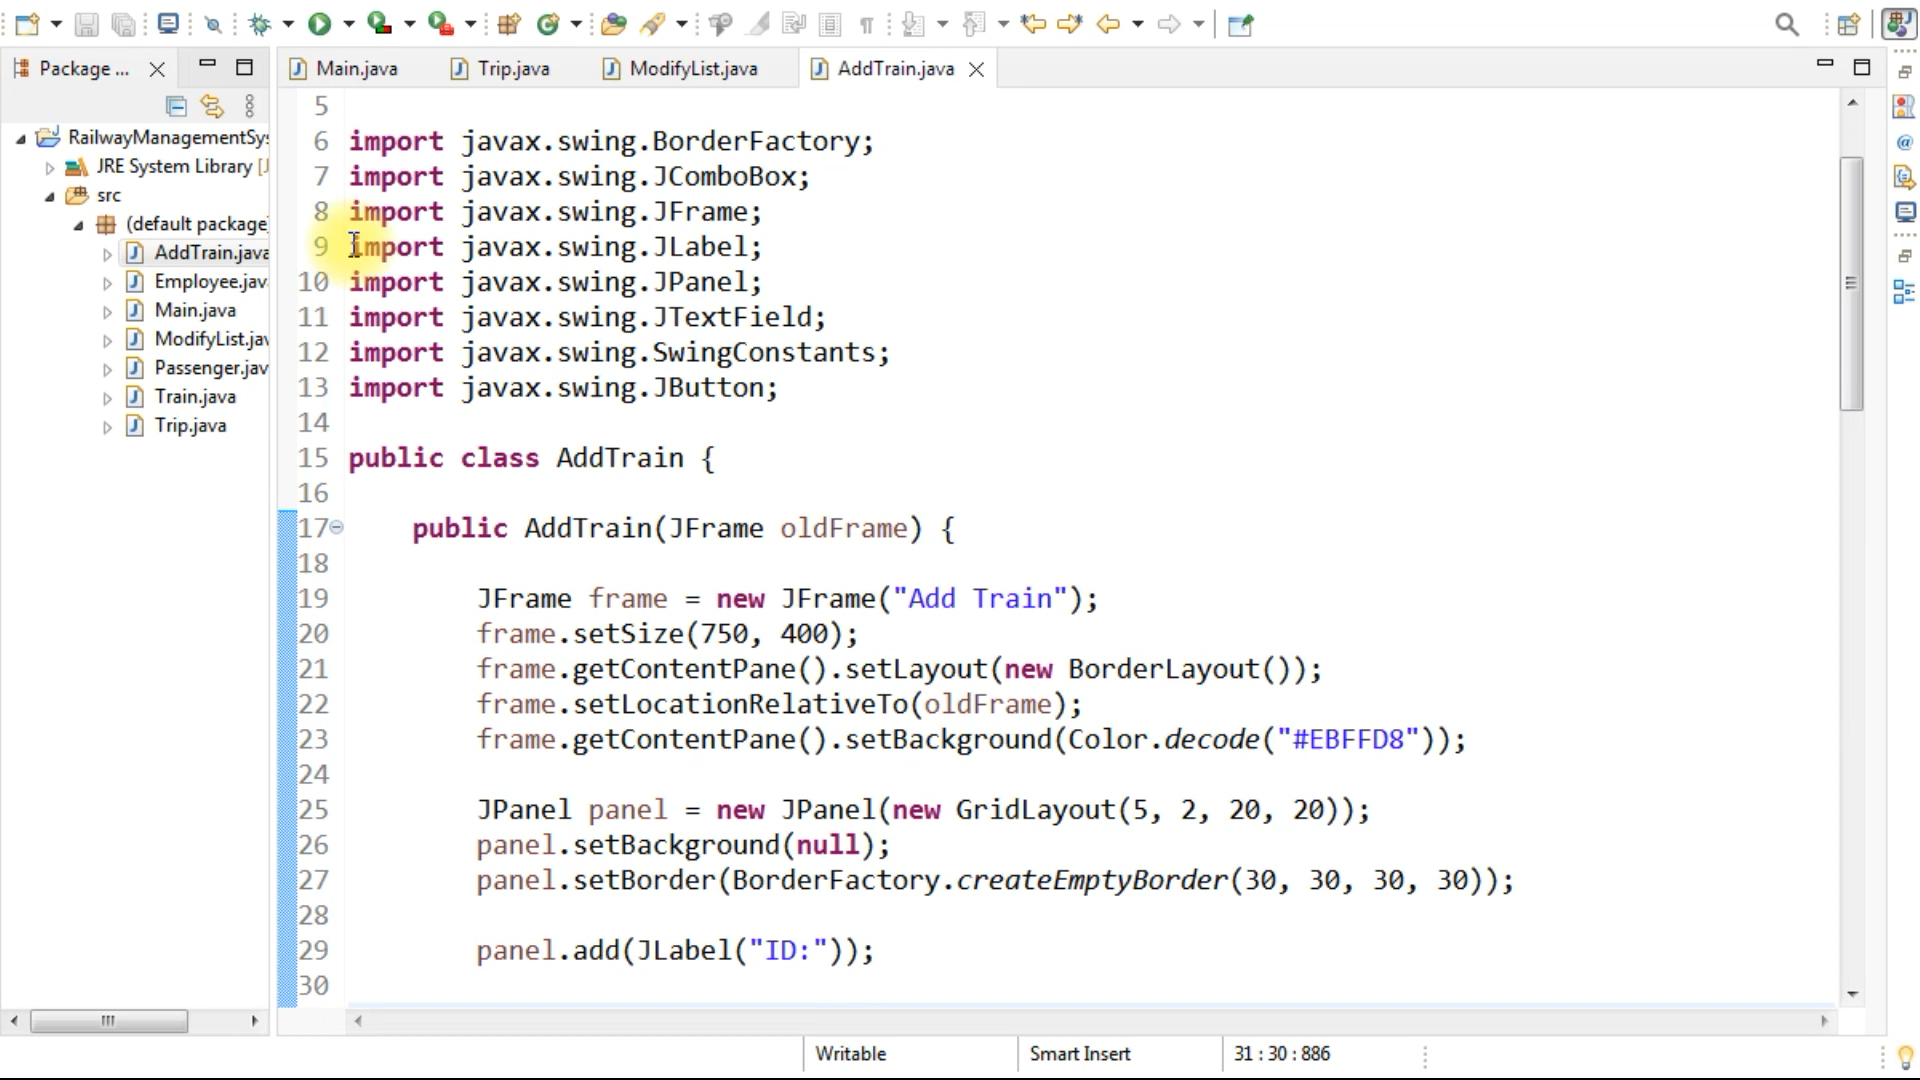 Package ...
Main.java
Trip.java
ModifyList.java
AddTrain.java
RailwayManagementSys
JRE System Library [J
src
(default package)
AddTrain.java
Employee.jav
Main.java
ModifyList.jav
Passenger.jav
Train.java
Trip.java
5
6 import javax.swing.BorderFactory;
7 import javax.swing.JComboBox;
8 import javax.swing.JFrame;
9 import javax.swing.JLabel;
10 import javax.swing.JPanel;
11 import javax.swing.JTextField;
12 import javax.swing.SwingConstants;
13 import javax.swing.JButton;
14
15 public class AddTrain {
16
17 public AddTrain(JFrame oldFrame) {
18
19 JFrame frame = new JFrame("Add Train");
20 frame.setSize(750, 400);
21 frame.getContentPane().setLayout(new BorderLayout());
22 frame.setLocationRelativeTo(oldFrame);
23 frame.getContentPane().setBackground(Color.decode("#EBFFD8"));
24
25 JPanel panel = new JPanel(new GridLayout(5, 2, 20, 20));
26 panel.setBackground(null);
27 panel.setBorder(BorderFactory.createEmptyBorder(30, 30, 30, 30));
28
29 panel.add(JLabel("ID:"));
30
Writable
Smart Insert
31 : 30 : 886